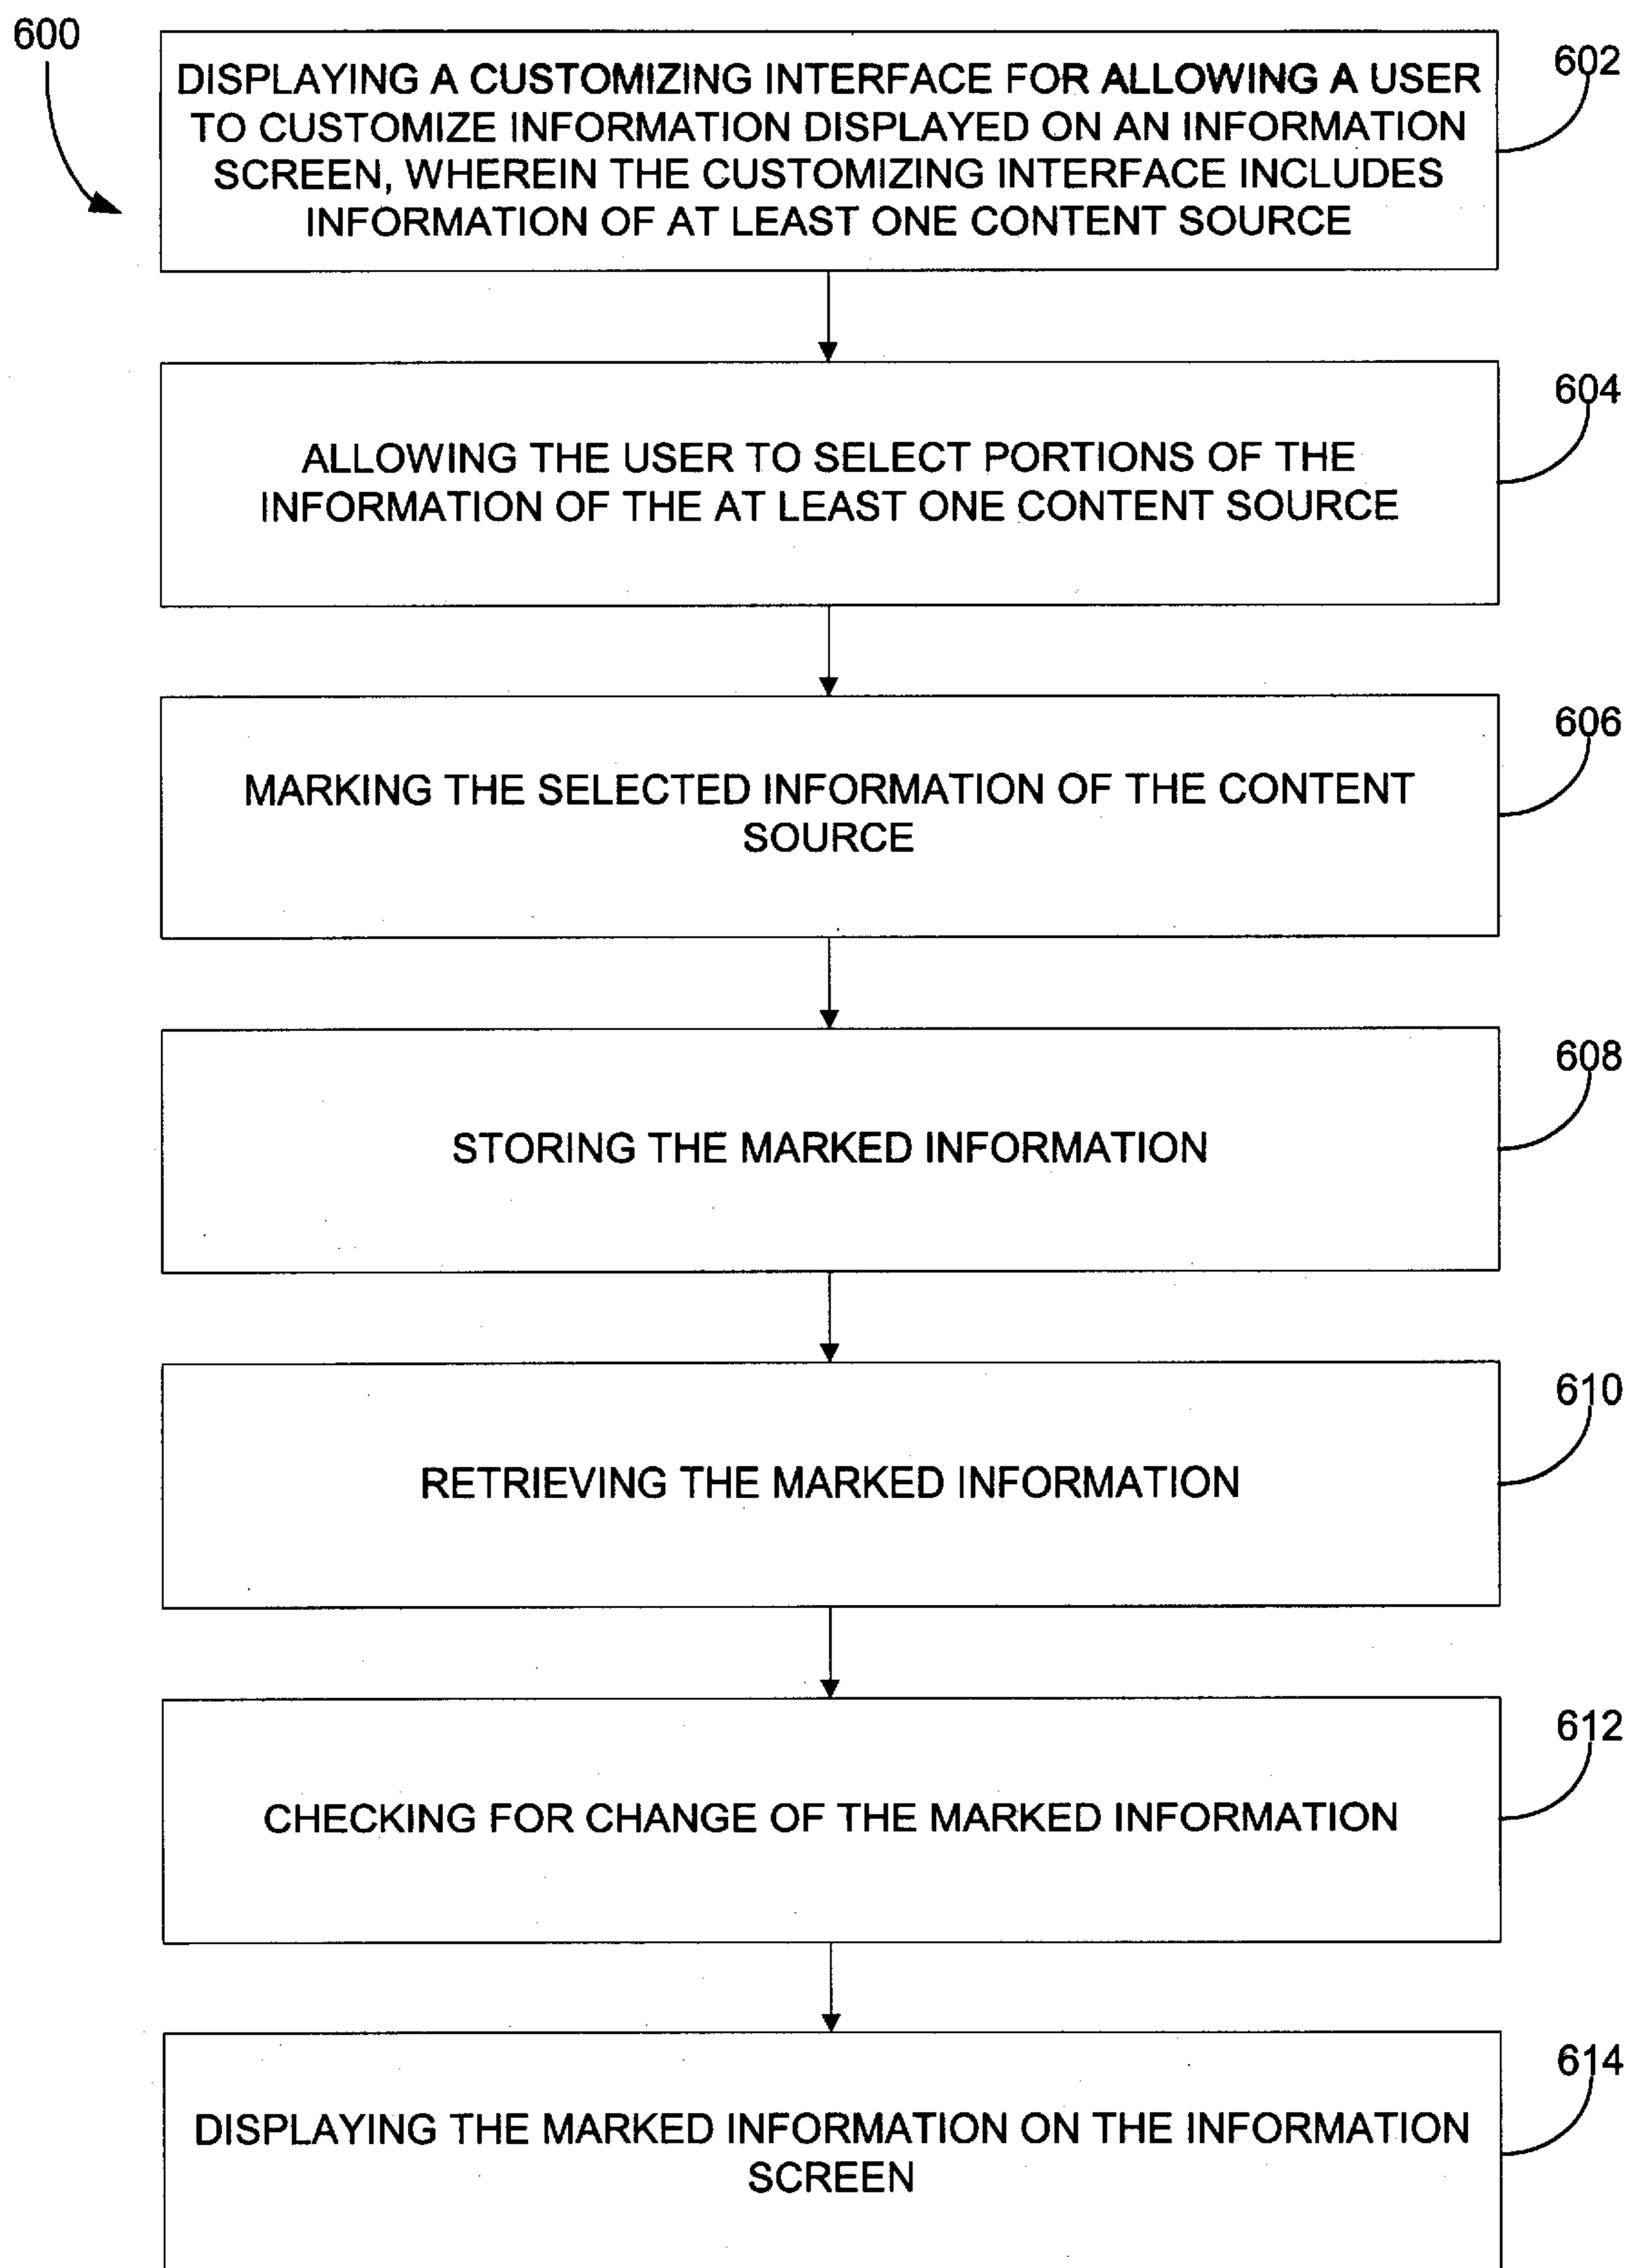 600
602
DISPLAYING A CUSTOMIZING INTERFACE FOR ALLOWING A USER
TO CUSTOMIZE INFORMATION DISPLAYED ON AN INFORMATION
SCREEN, WHEREIN THE CUSTOMIZING INTERFACE INCLUDES
INFORMATION OF AT LEAST ONE CONTENT SOURCE
604
ALLOWING THE USER TO SELECT PORTIONS OF THE
INFORMATION OF THE AT LEAST ONE CONTENT SOURCE
606
MARKING THE SELECTED INFORMATION OF THE CONTENT
SOURCE
608
STORING THE MARKED INFORMATION
610
RETRIEVING THE MARKED INFORMATION
612
CHECKING FOR CHANGE OF THE MARKED INFORMATION
614
DISPLAYING THE MARKED INFORMATION ON THE INFORMATION
SCREEN